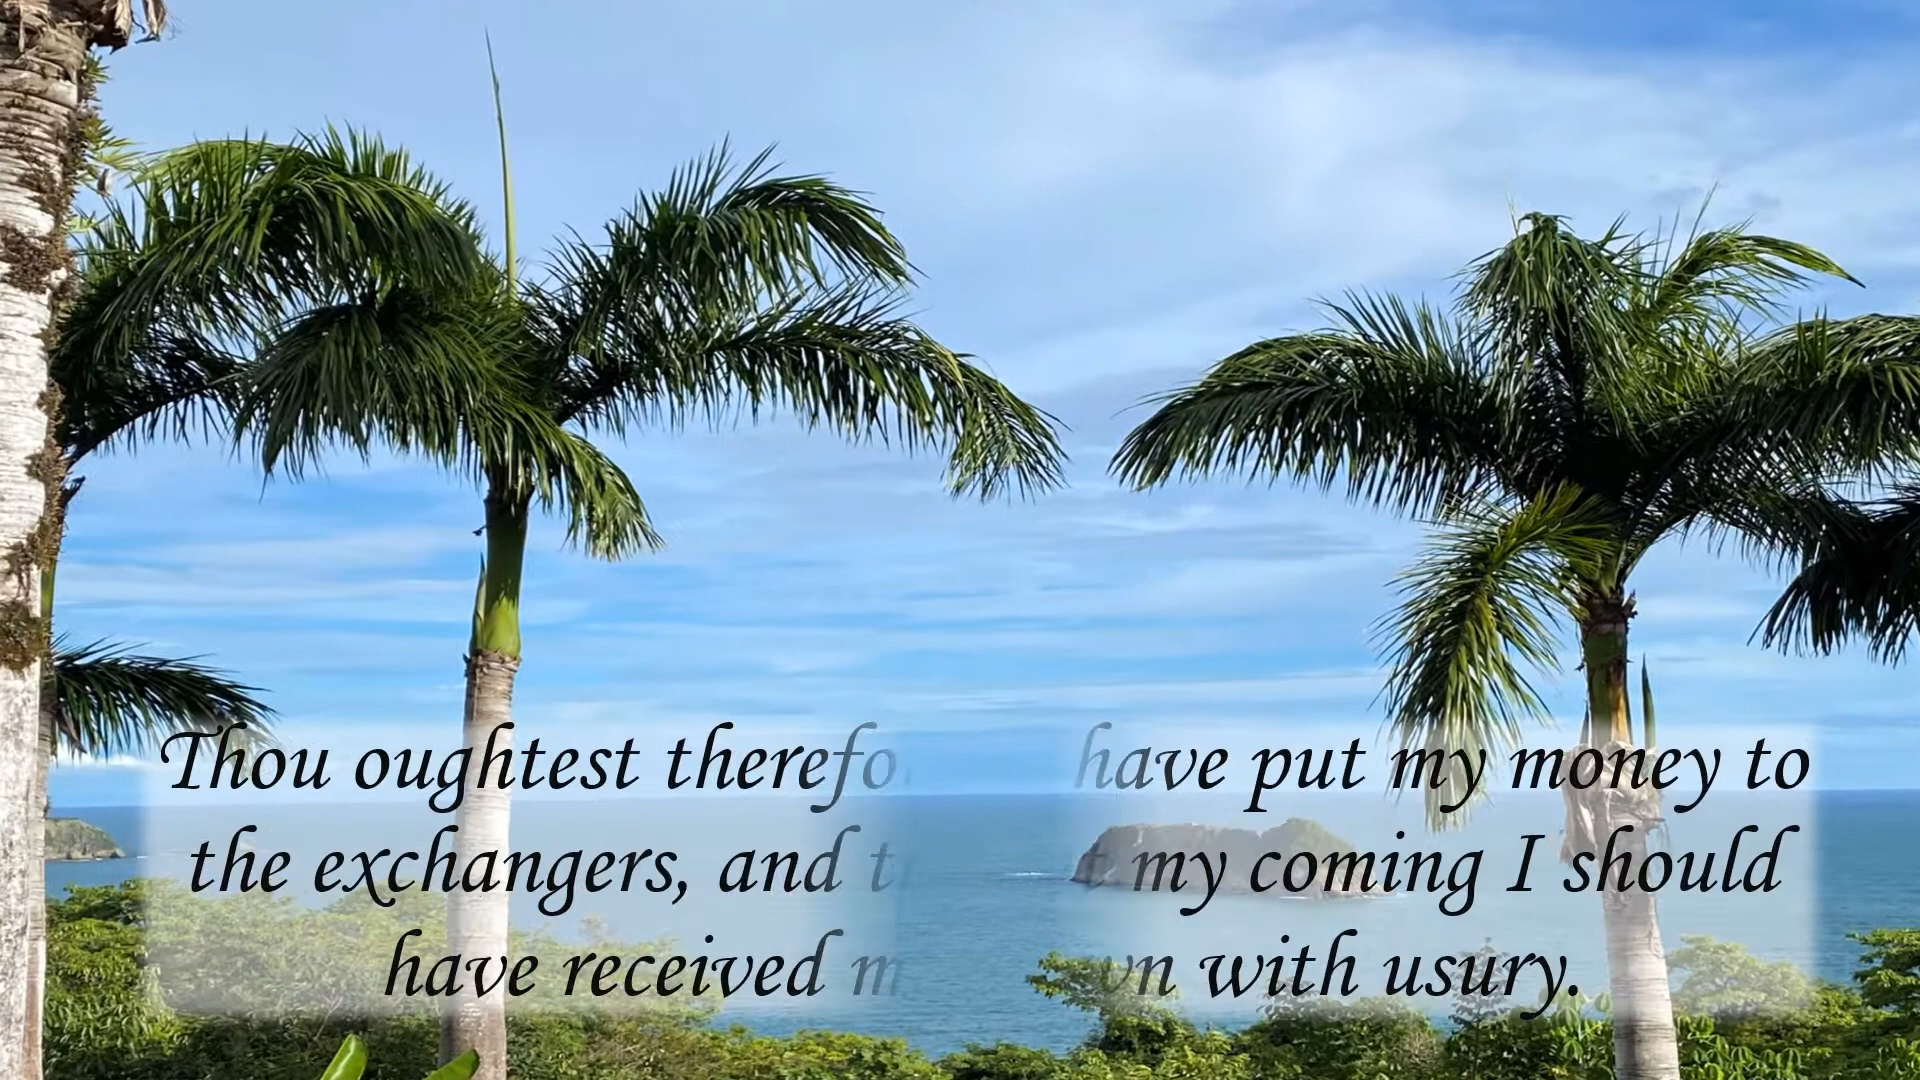 Thou oughtest have put my money to
the exchangers, and my coming I should
have received with usury.